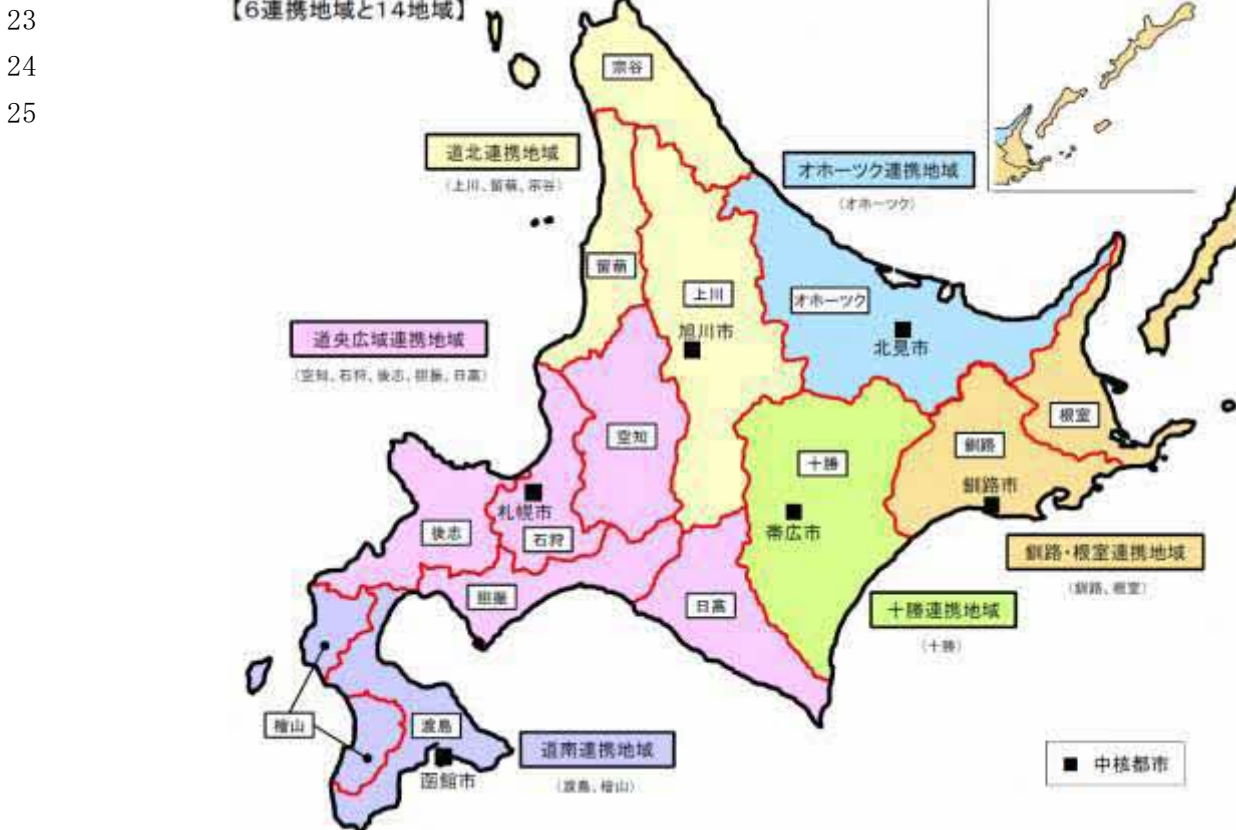 23
【6連携地域と14地域】
24
25
宗谷
道北連携地域
(上川、留萌、宗谷)
オホーツク連携地域
(オホーツク)
留萌
上川
オホーツク
旭川市
北見市
道央広域連携地域
(空知、石狩、後志、胆振、日高)
空知
根室
釧路
十勝
釧路市
札幌市
帯広市
石狩
後志
釧路・根室連携地域
(釧路、根室)
胆振
日高
十勝連携地域
(十勝)
檜山
渡島
道南連携地域
(渡島、檜山)
函館市
■ 中核都市